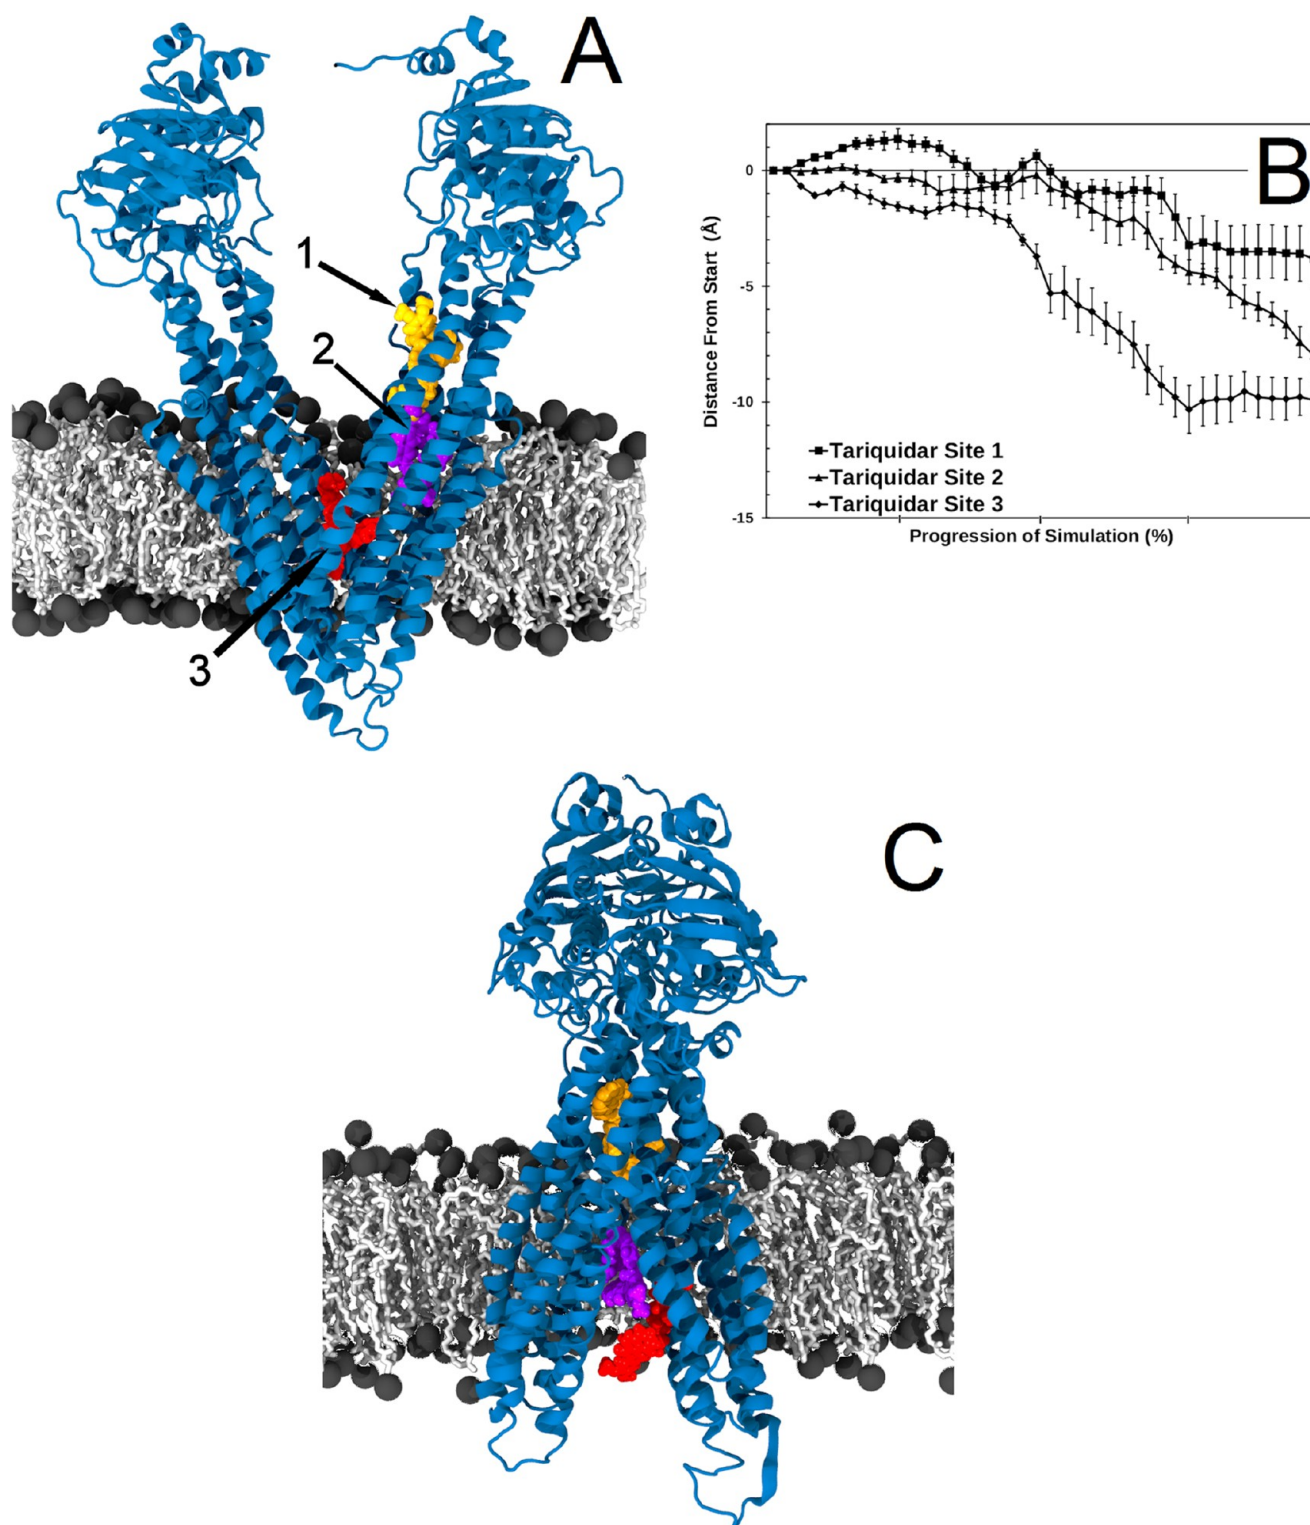 A
1
2
3
B
0
-5
-10
-15
Distance From Start (Å)
Tariquidar Site 1
Tariquidar Site 2
Tariquidar Site 3
Progression of Simulation (%)
C